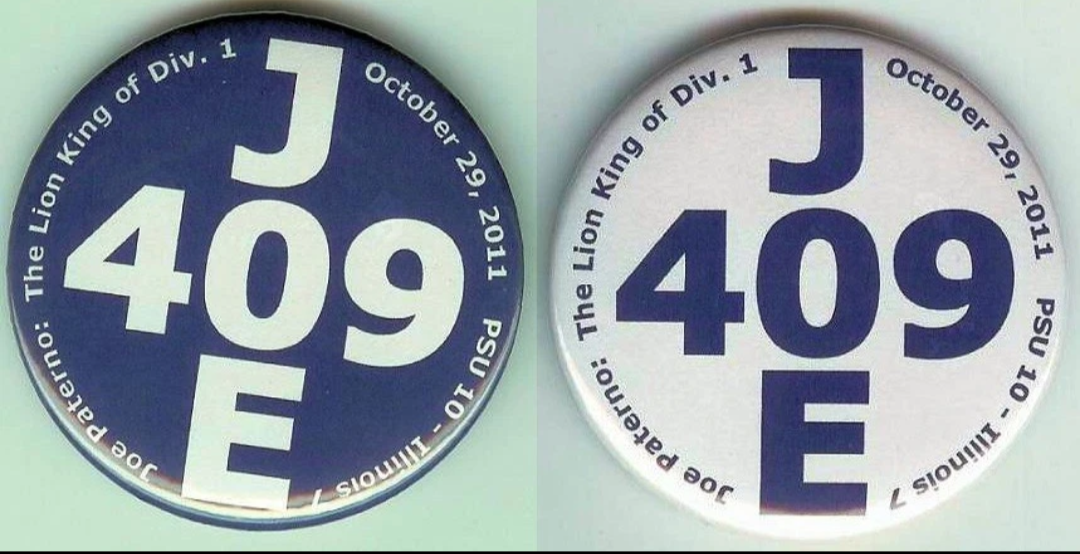 Joe Paterno: The Lion King of Div. 1
October 29, 2011
PSU 10 - Illinois 7
J
409
E
Joe Paterno: The Lion King of Div. 1
October 29, 2011
PSU 10 - Illinois 7
J
409
E